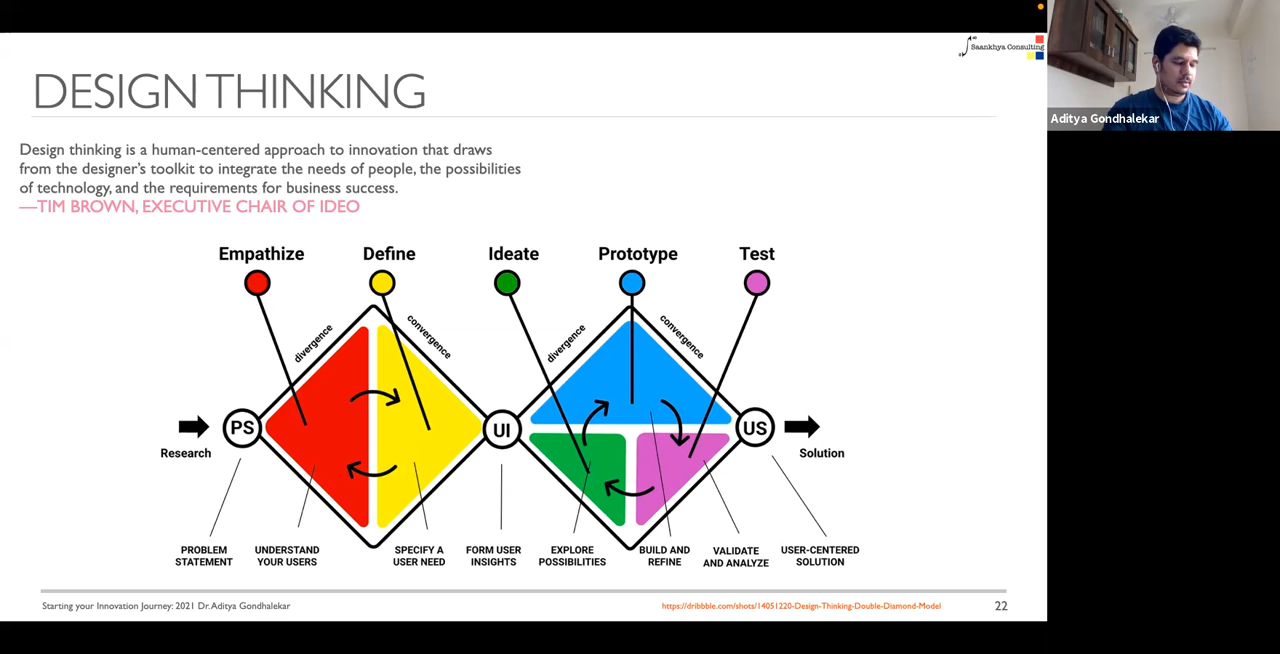 Saankhya Consulting
DESIGN THINKING
Aditya Gondhalekar
Design thinking is a human-centered approach to innovation that draws
from the designer's toolkit to integrate the needs of people, the possibilities
of technology, and the requirements for business success.
—TIM BROWN, EXECUTIVE CHAIR OF IDEO
Empathize
Define
Ideate
Prototype
Test
divergence
convergence
divergence
convergence
PS
UI
US
Research
Solution
PROBLEM
STATEMENT
UNDERSTAND
YOUR USERS
SPECIFY A
USER NEED
FORM USER
INSIGHTS
EXPLORE
POSSIBILITIES
BUILD AND
REFINE
VALIDATE
AND ANALYZE
USER-CENTERED
SOLUTION
Starting your Innovation Journey: 2021 Dr. Aditya Gondhalekar
https://dribbble.com/shots/14051220-Design-Thinking-Double-Diamond-Model
22